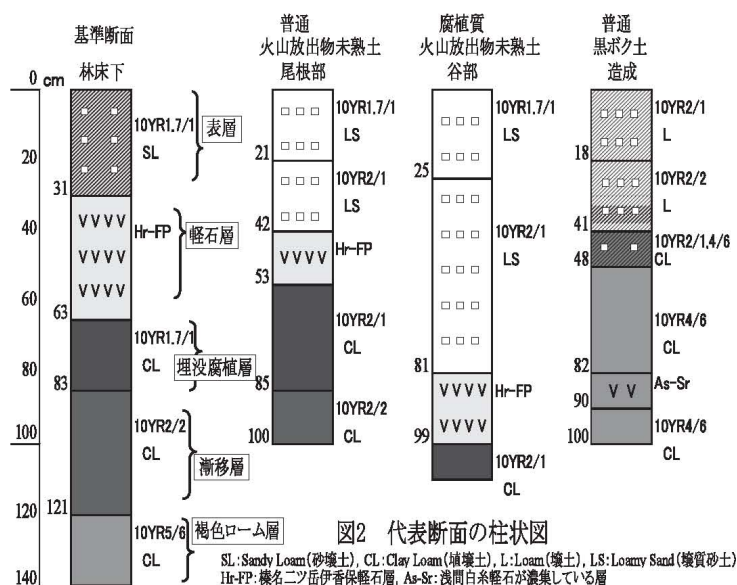 基準断面
林床下
普通
火山放出物未熟土
尾根部
腐植質
火山放出物未熟土
谷部
普通
黒ボク土
造成
0 cm
20
40
60
80
100
120
140
10YR1.7/1
SL
表層
31
Hr-FP
軽石層
63
10YR1.7/1
CL
埋没腐植層
83
10YR2/2
CL
漸移層
121
10YR5/6
CL
褐色ローム層
10YR1.7/1
LS
21
10YR2/1
LS
42
Hr-FP
53
10YR2/1
CL
85
10YR2/2
CL
100
10YR1.7/1
LS
25
10YR2/1
LS
81
Hr-FP
99
10YR2/1
CL
10YR2/1
L
18
10YR2/2
L
41
10YR2/1,4/6
CL
48
10YR4/6
CL
82
As-Sr
90
10YR4/6
CL
100
図2 代表断面の柱状図
SL:Sandy Loam(砂壌土), CL:Clay Loam(埴壌土), L:Loam(壌土), LS:Loamy Sand(壌質砂土)
Hr-FP:榛名二ツ岳伊香保軽石層, As-Sr:浅間白糸軽石が濃集している層